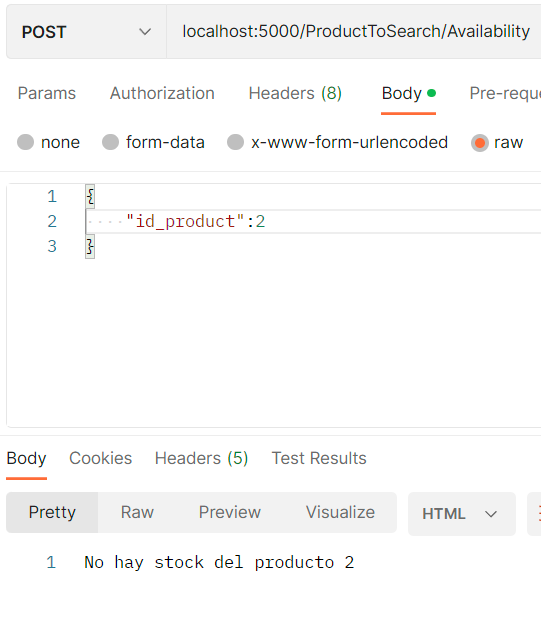 POST localhost:5000/ProductToSearch/Availability
Params Authorization Headers (8) Body Pre-requ
none form-data x-www-form-urlencoded raw
1 {
2 ····"id_product":2
3 }
Body Cookies Headers (5) Test Results
Pretty Raw Preview Visualize HTML
1 No hay stock del producto 2